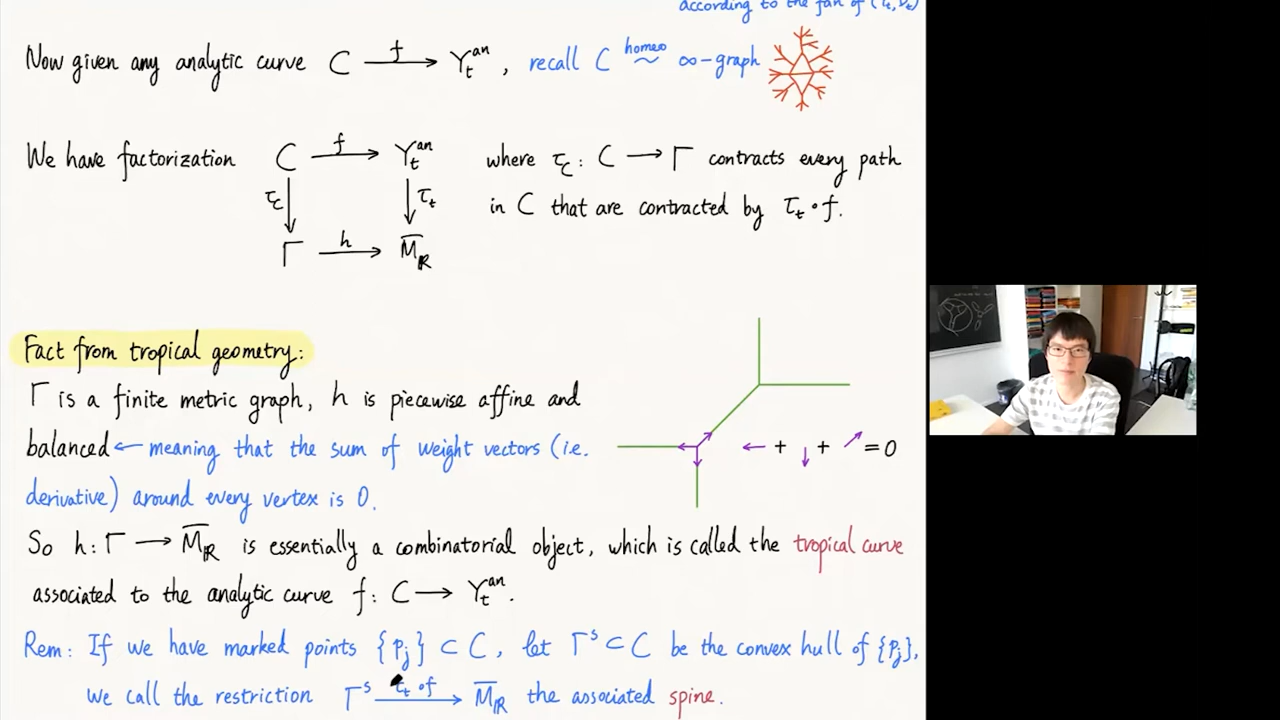 according to the fan of (Y_t, D_t)
Now given any analytic curve C —f→ Y_t^an, recall C homeo ~ ∞-graph
We have factorization C —f→ Y_t^an where τ_C : C → Γ contracts every path
τ_C ↓ ↓ τ_t in C that are contracted by τ_t ∘ f.
Γ —h→ M̄_ℝ
Fact from tropical geometry:
Γ is a finite metric graph, h is piecewise affine and
balanced ← meaning that the sum of weight vectors (i.e.
← + ↓ + ↗ = 0
derivative) around every vertex is 0.
So h: Γ → M̄_ℝ is essentially a combinatorial object, which is called the tropical curve
associated to the analytic curve f: C → Y_t^an.
Rem: If we have marked points {p_j} ⊂ C, let Γ^s ⊂ C be the convex hull of {p_j},
we call the restriction Γ^s —τ_t ∘ f→ M̄_ℝ the associated spine.